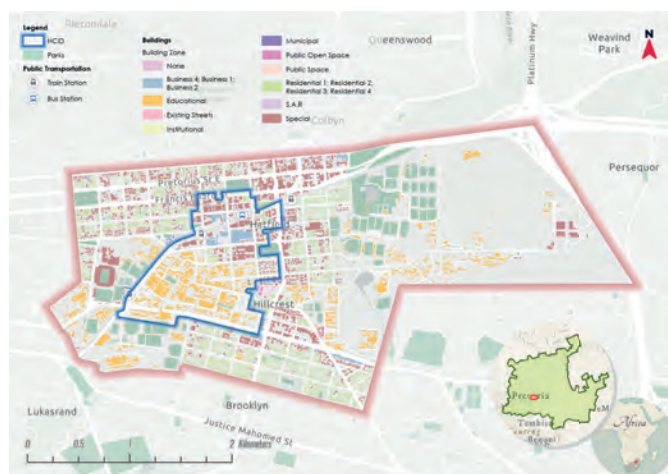 Queenswood
Weavind
Park
Platinum Hwy
N
Legend
HCID
Parks
Public Transportation
Train Station
Bus Station
Buildings
Building Zone
None
Business 4; Business 1;
Business 2
Educational
Existing Streets
Institutional
Municipal
Public Open Space
Public Space
Residential 1; Residential 2;
Residential 3; Residential 4
S.A.R
Special
Colbyn
Persequor
Pretorius St
Francis
Hatfield
Hillcrest
Lukasrand
Brooklyn
Justice Mahomed St
0 0.5 1 2
Kilometers
Pretoria
Africa